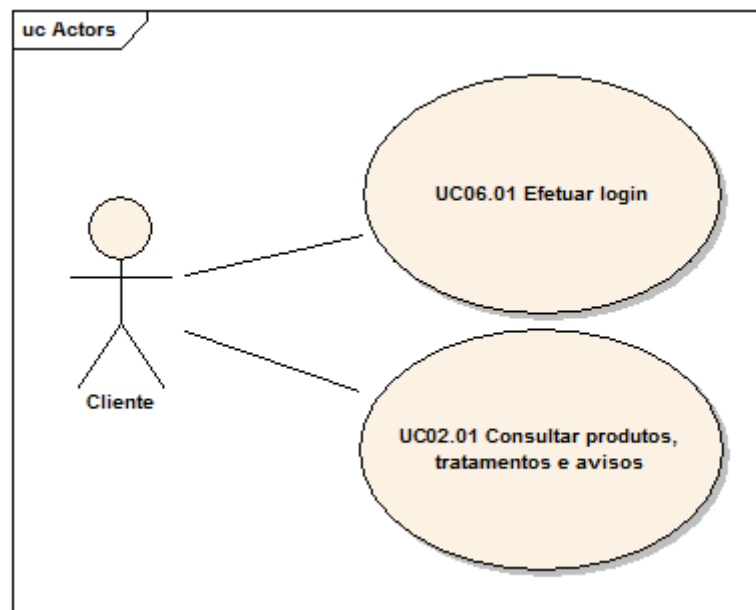 uc Actors
UC06.01 Efetuar login
Cliente
UC02.01 Consultar produtos,
tratamentos e avisos